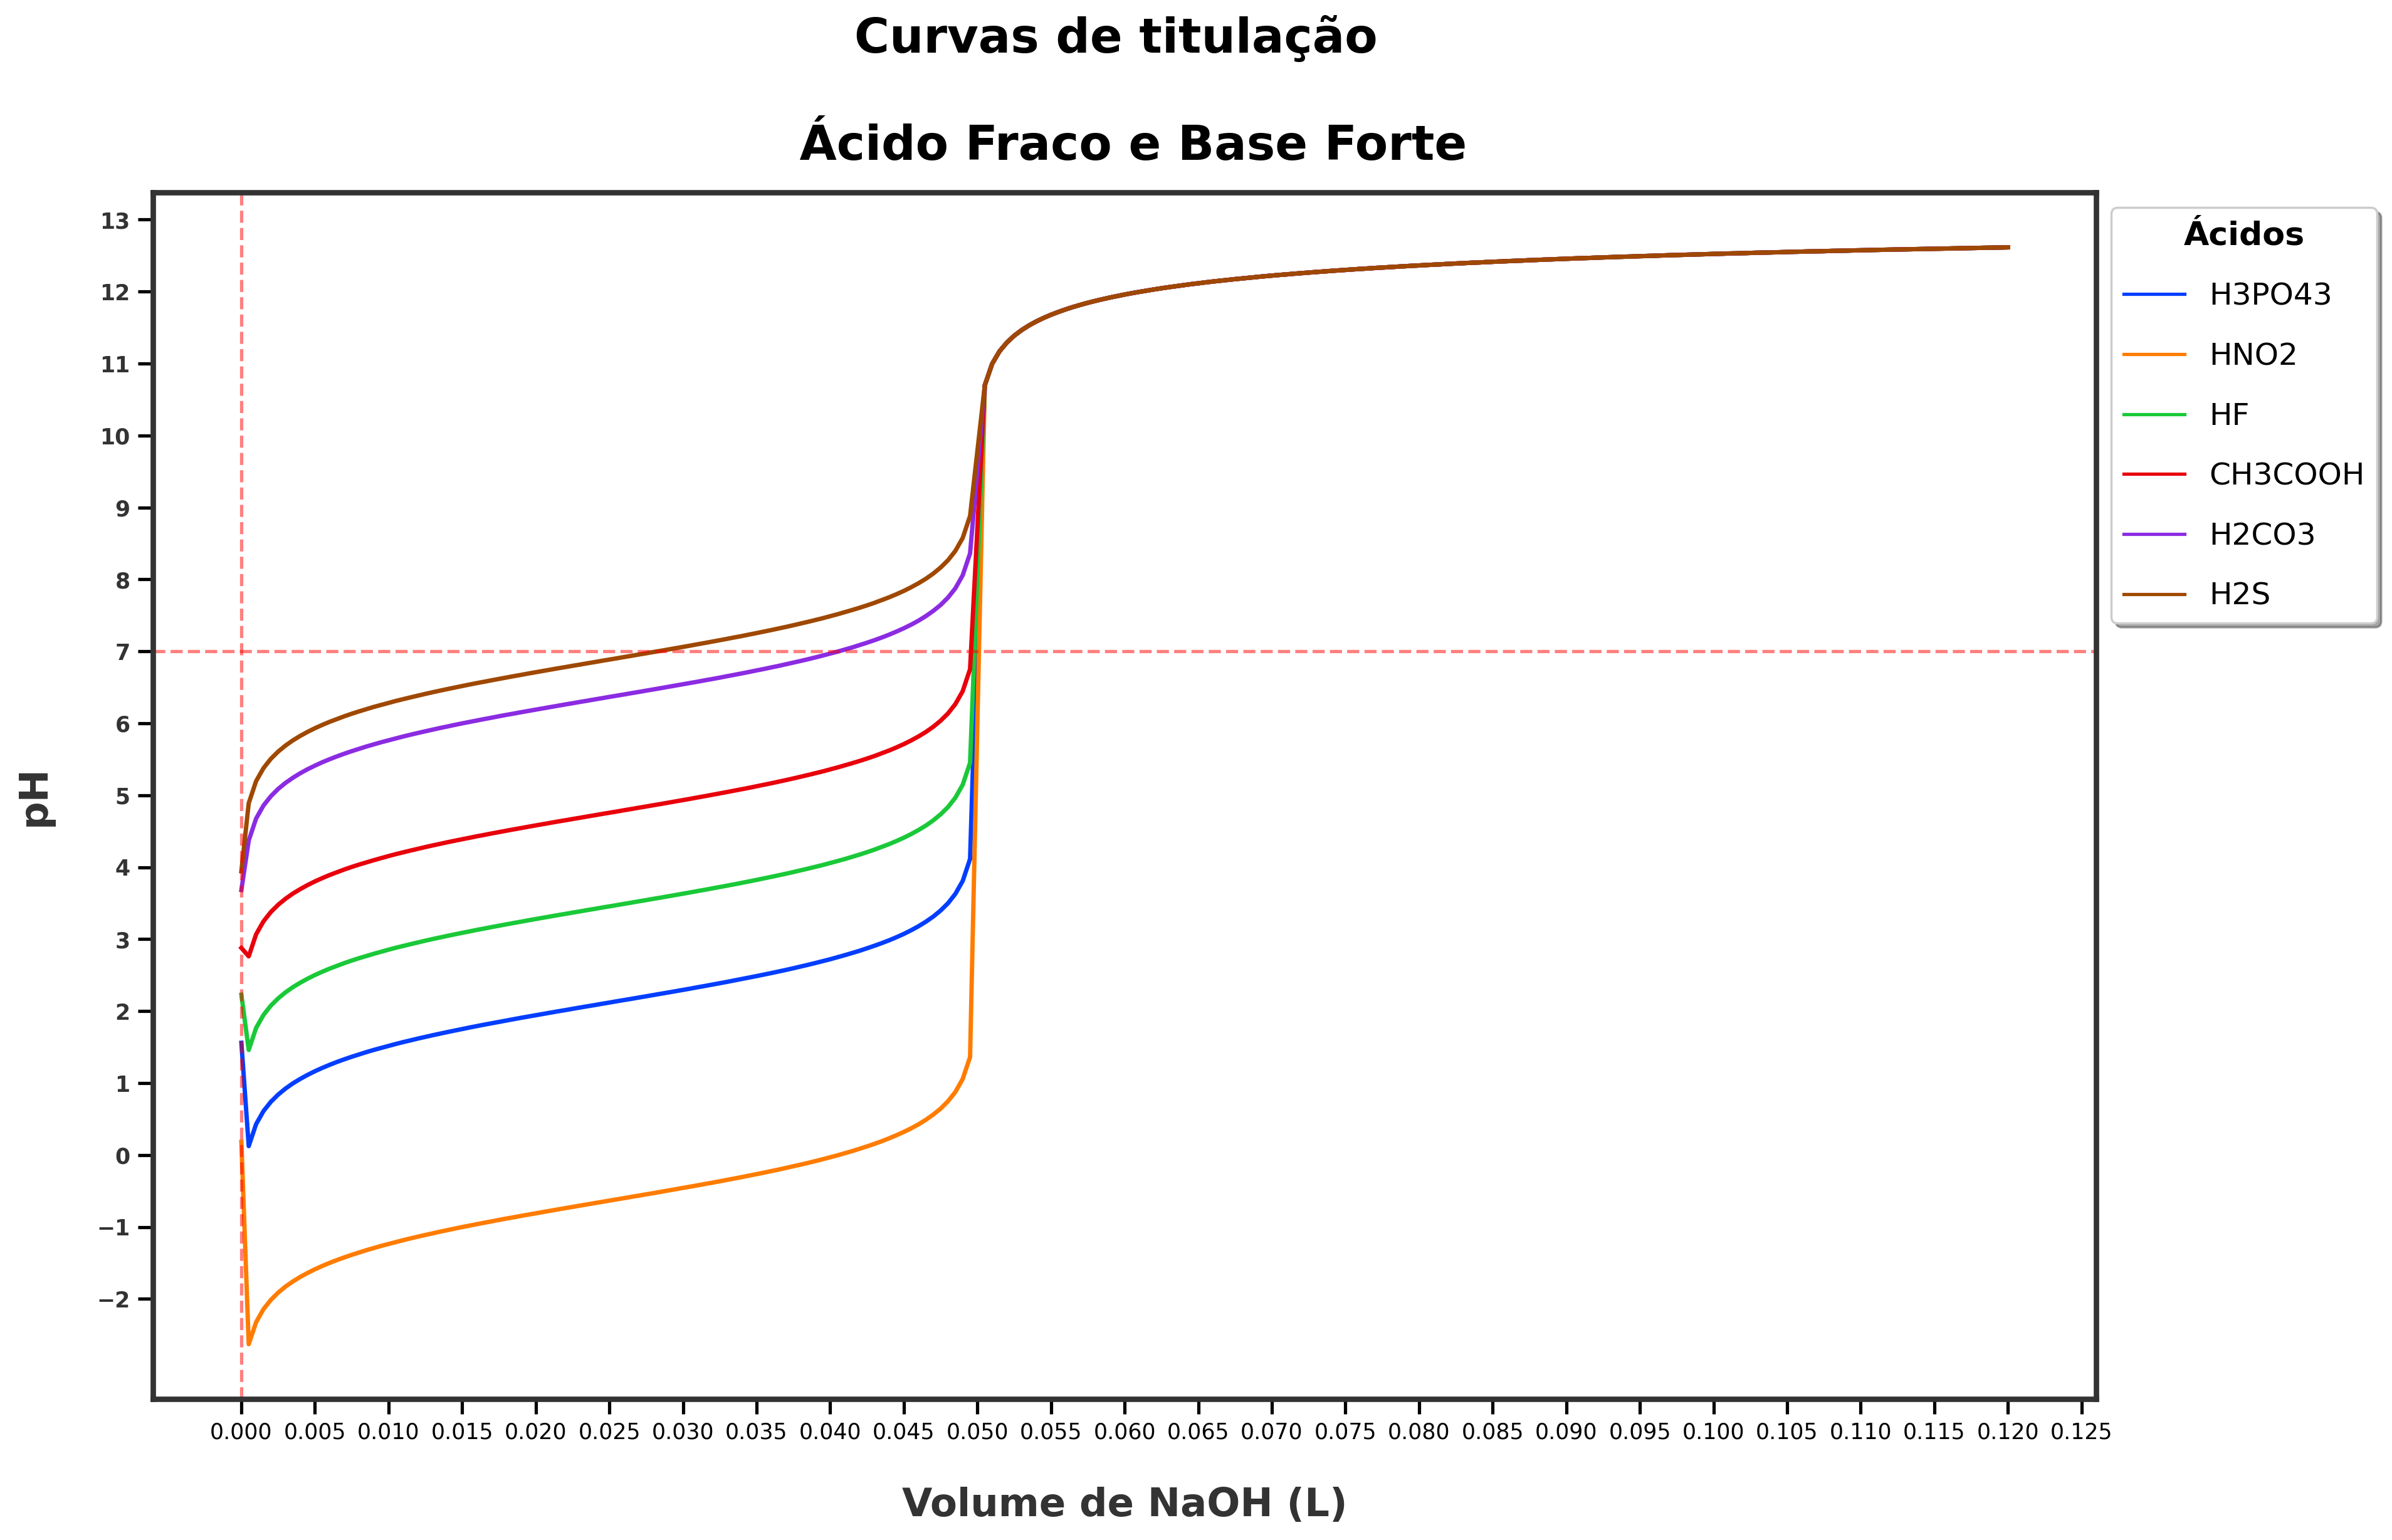 Curvas de titulação
Ácido Fraco e Base Forte
13
12
11
10
9
8
7
6
5
4
3
2
1
0
−1
−2
pH
0.000 0.005 0.010 0.015 0.020 0.025 0.030 0.035 0.040 0.045 0.050 0.055 0.060 0.065 0.070 0.075 0.080 0.085 0.090 0.095 0.100 0.105 0.110 0.115 0.120 0.125
Volume de NaOH (L)
Ácidos
H3PO43
HNO2
HF
CH3COOH
H2CO3
H2S